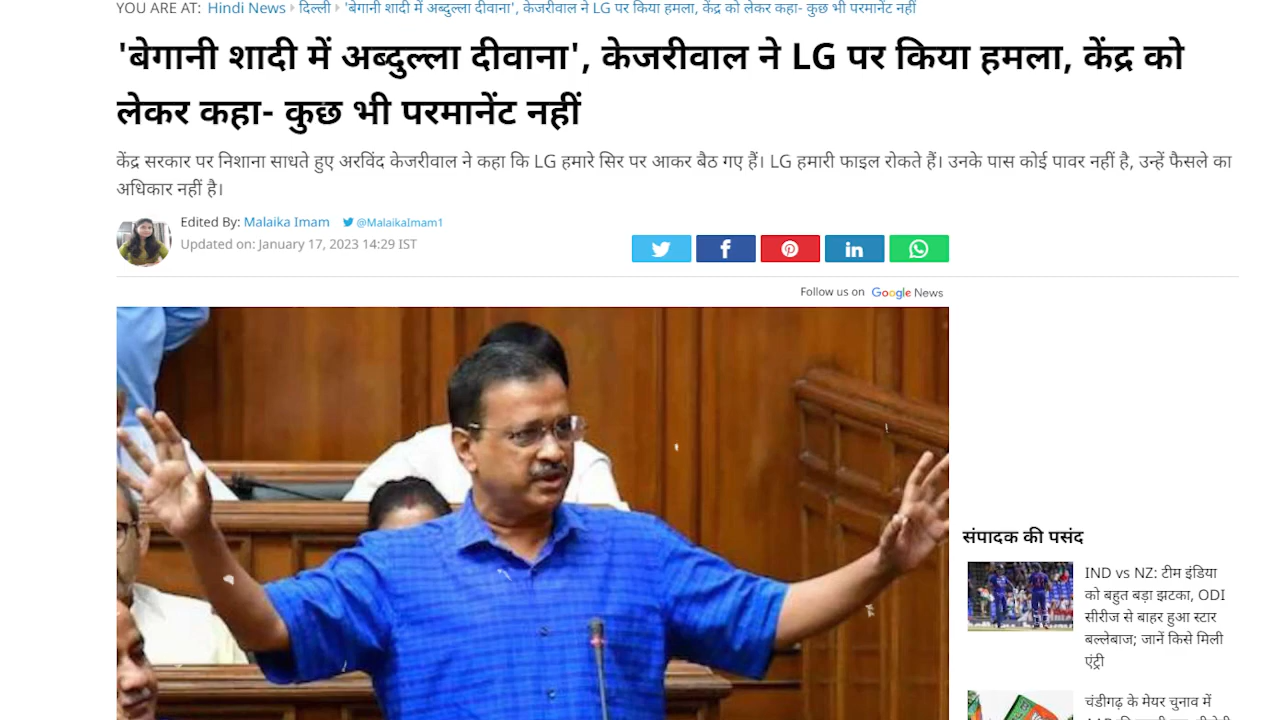 YOU ARE AT: Hindi News दिल्ली 'बेगानी शादी में अब्दुल्ला दीवाना', केजरीवाल ने LG पर किया हमला, केंद्र को लेकर कहा- कुछ भी परमानेंट नहीं
'बेगानी शादी में अब्दुल्ला दीवाना', केजरीवाल ने LG पर किया हमला, केंद्र को
लेकर कहा- कुछ भी परमानेंट नहीं
केंद्र सरकार पर निशाना साधते हुए अरविंद केजरीवाल ने कहा कि LG हमारे सिर पर आकर बैठ गए हैं। LG हमारी फाइल रोकते हैं। उनके पास कोई पावर नहीं है, उन्हें फैसले का
अधिकार नहीं है।
Edited By: Malaika Imam @MalaikaImam1
Updated on: January 17, 2023 14:29 IST
Follow us on Google News
संपादक की पसंद
IND vs NZ: टीम इंडिया
को बहुत बड़ा झटका, ODI
सीरीज से बाहर हुआ स्टार
बल्लेबाज; जानें किसे मिली
एंट्री
चंडीगढ़ के मेयर चुनाव में